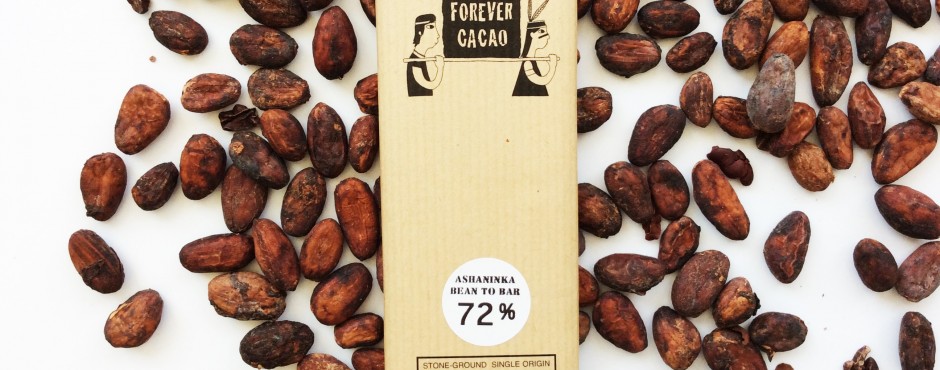 FOREVER
CACAO
ASHANINKA
BEAN TO BAR
72%
STONE-GROUND SINGLE ORIGIN